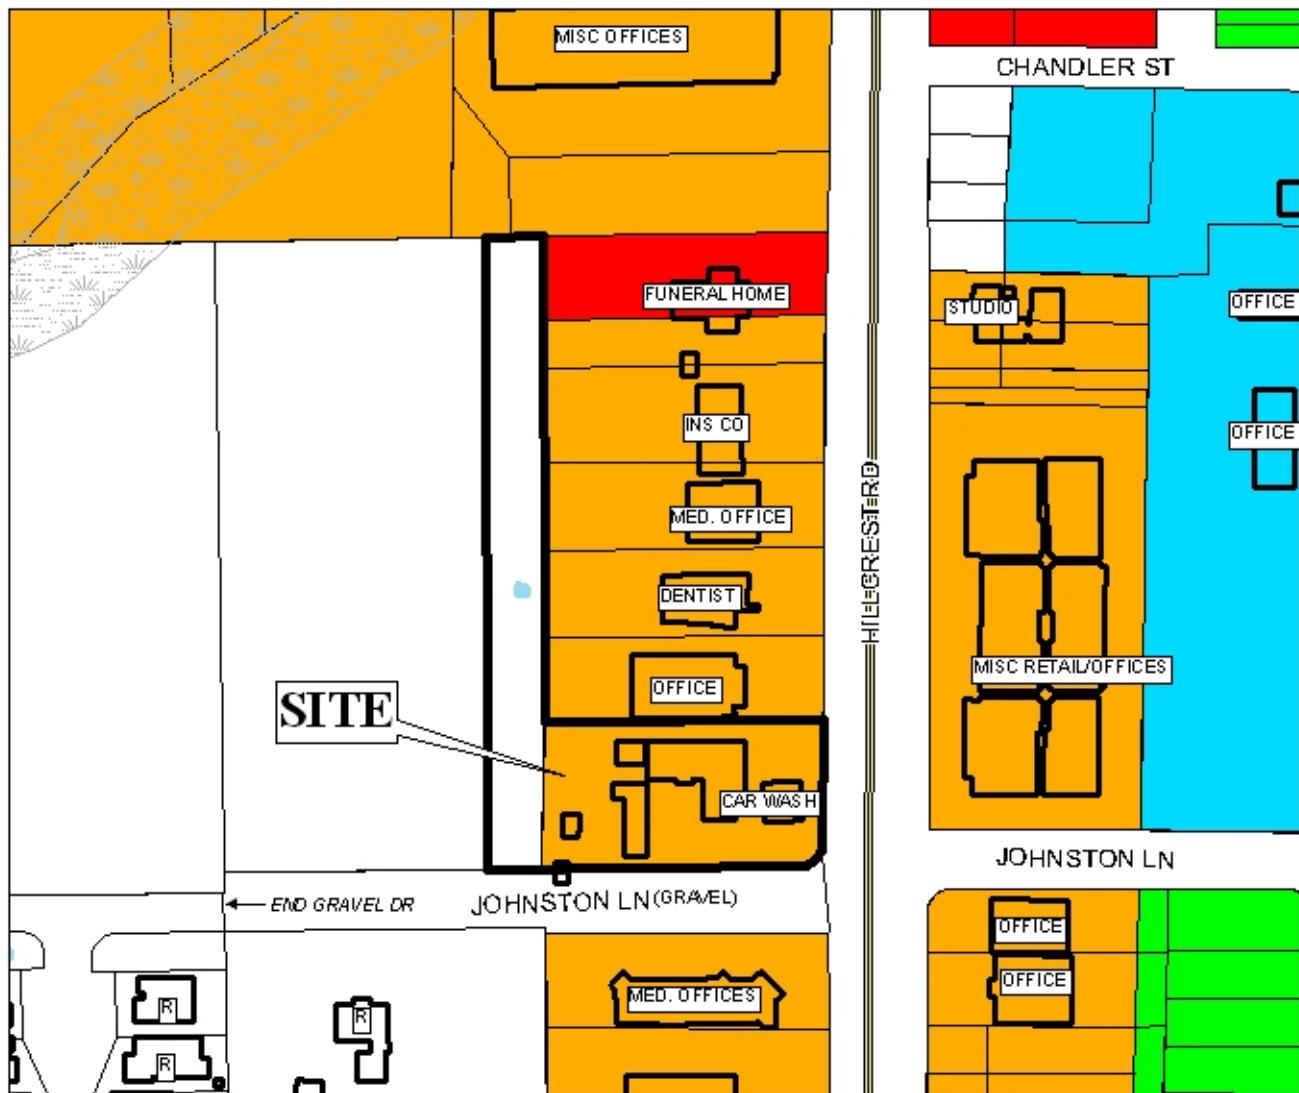 MISC OFFICES
CHANDLER ST
FUNERAL HOME
STUDIO
OFFICE
INS CO
OFFICE
MED. OFFICE
HILLCREST RD
DENTIST
MISC RETAIL/OFFICES
OFFICE
SITE
CAR WASH
JOHNSTON LN
JOHNSTON LN (GRAVEL)
END GRAVEL DR
OFFICE
OFFICE
MED. OFFICES
R
R
R